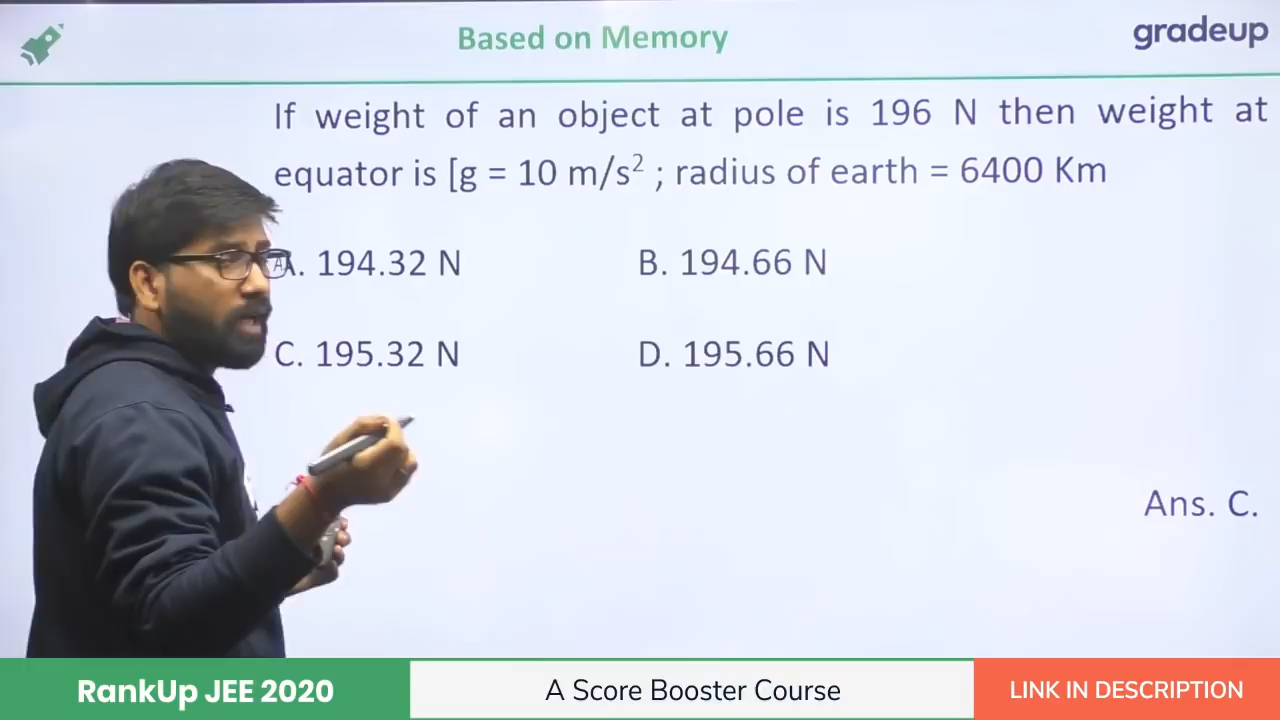 Based on Memory
gradeup
If weight of an object at pole is 196 N then weight at
equator is [g = 10 m/s² ; radius of earth = 6400 Km
A. 194.32 N
B. 194.66 N
C. 195.32 N
D. 195.66 N
Ans. C.
RankUp JEE 2020
A Score Booster Course
LINK IN DESCRIPTION